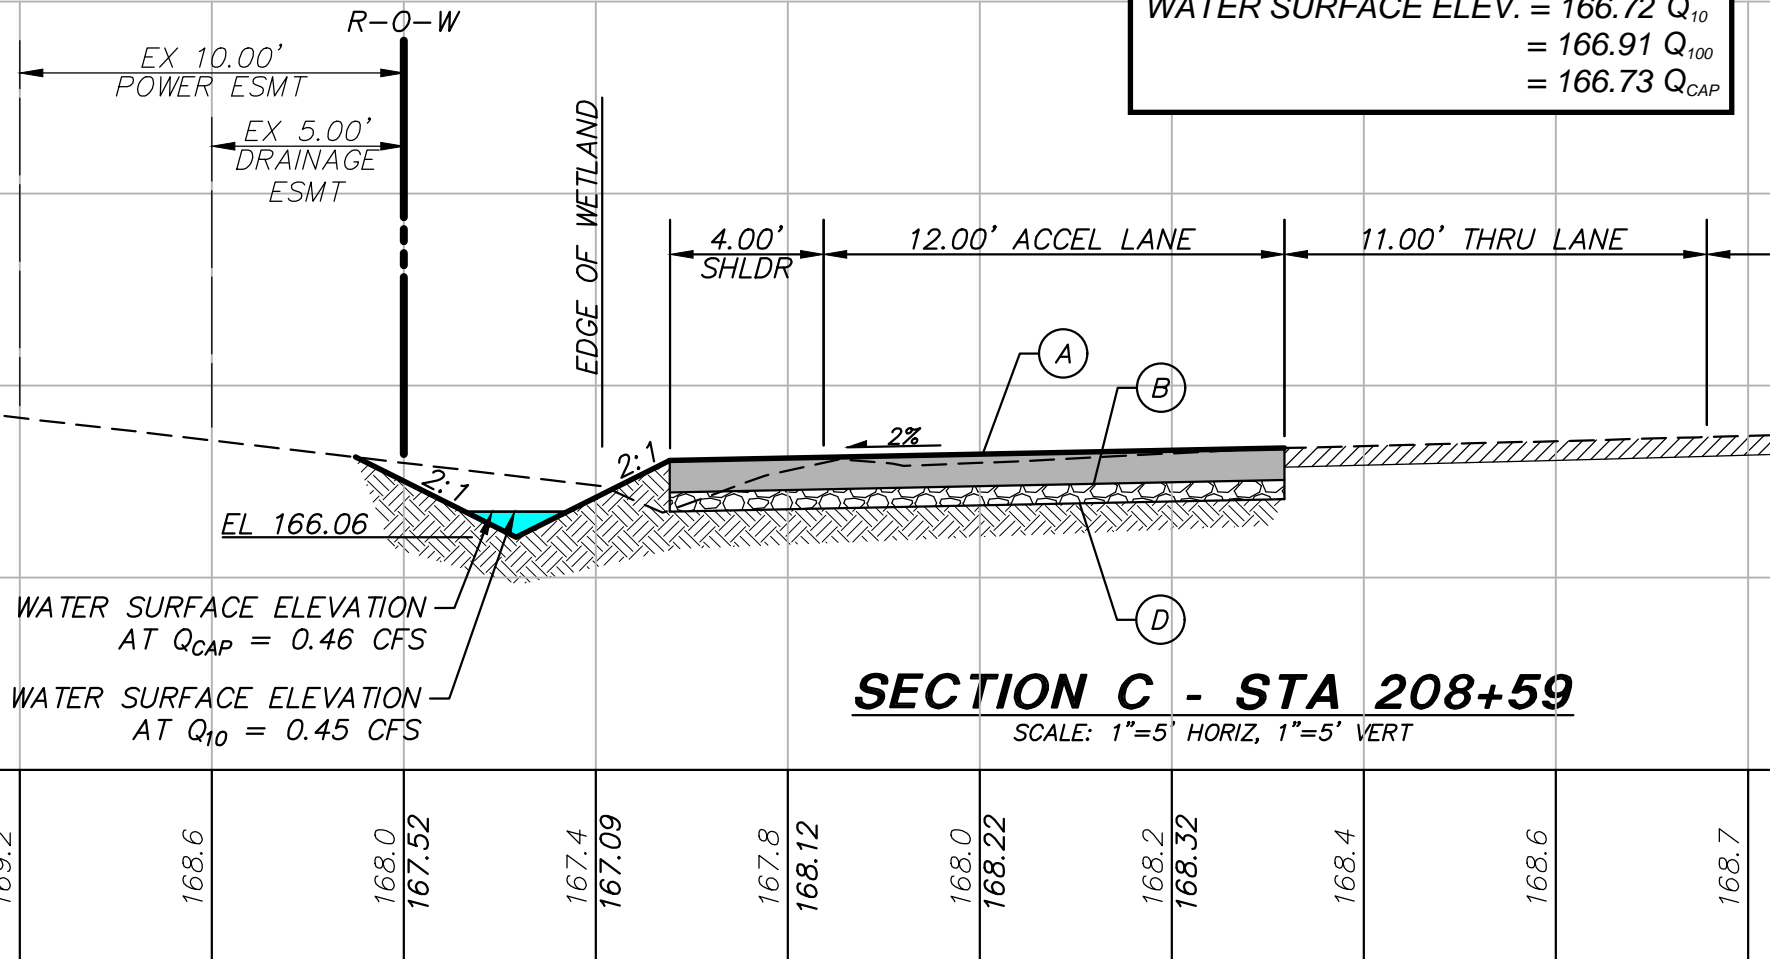 WATER SURFACE ELEV. = 166.72 Q10
= 166.91 Q100
= 166.73 QCAP
R-O-W
EX 10.00'
POWER ESMT
EX 5.00'
DRAINAGE
ESMT
EDGE OF WETLAND
4.00'
SHLDR
12.00' ACCEL LANE
11.00' THRU LANE
A
B
2%
2:1
2:1
EL 166.06
WATER SURFACE ELEVATION
AT QCAP = 0.46 CFS
D
WATER SURFACE ELEVATION
AT Q10 = 0.45 CFS
SECTION C - STA 208+59
SCALE: 1"=5' HORIZ, 1"=5' VERT
169.2
168.6
168.0
167.52
167.4
167.09
167.8
168.12
168.0
168.22
168.2
168.32
168.4
168.6
168.7